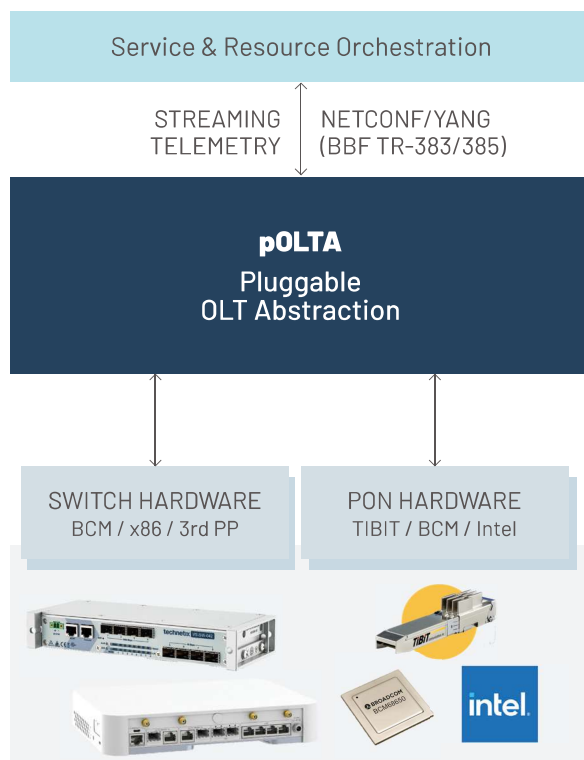 Service & Resource Orchestration
STREAMING
TELEMETRY
NETCONF/YANG
(BBF TR-383/385)
pOLTA
Pluggable
OLT Abstraction
SWITCH HARDWARE
BCM / x86 / 3rd PP
PON HARDWARE
TIBIT / BCM / Intel
TiBiT
BROADCOM
BCM68650
intel.